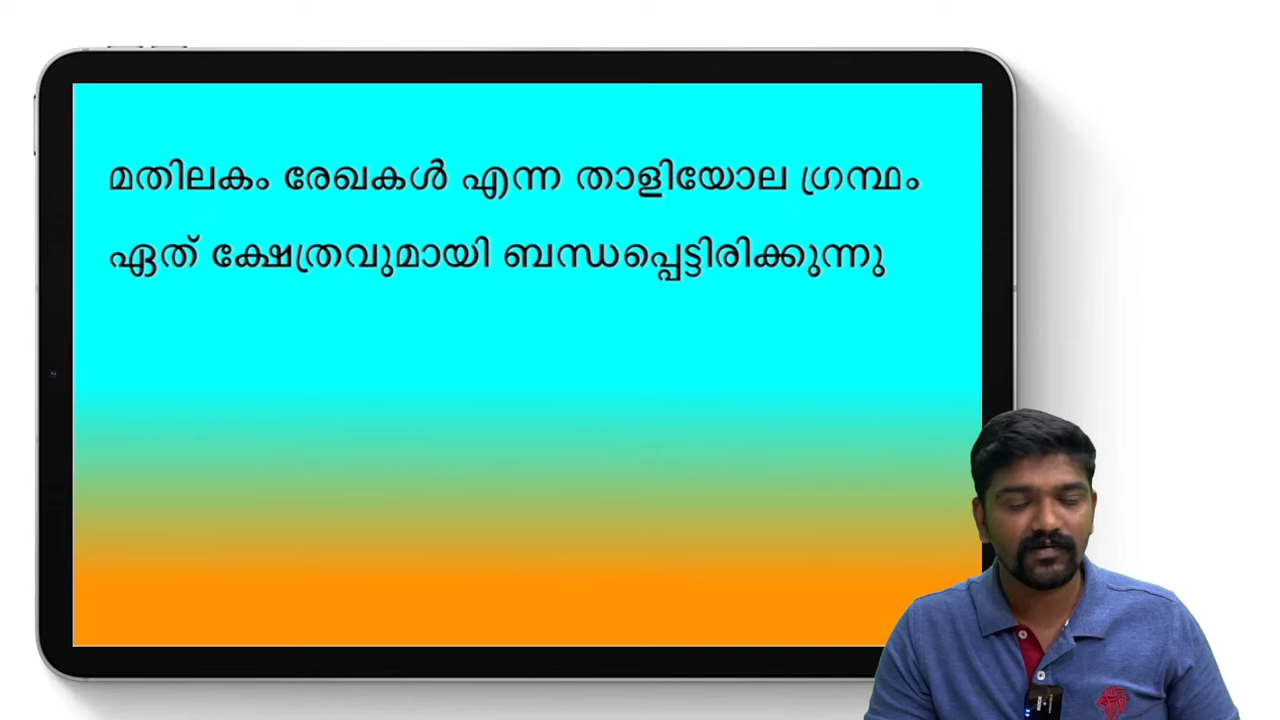 മതിലകം രേഖകൾ എന്ന താളിയോല ഗ്രന്ഥം
ഏത് ക്ഷേത്രവുമായി ബന്ധപ്പെട്ടിരിക്കുന്നു